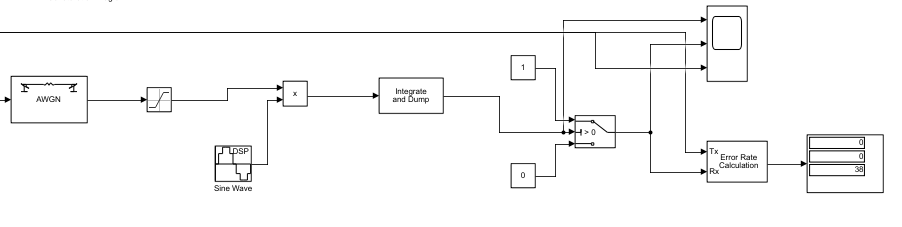 AWGN
x
DSP
Sine Wave
Integrate
and Dump
1
> 0
0
Tx
Rx
Error Rate
Calculation
0
0
38